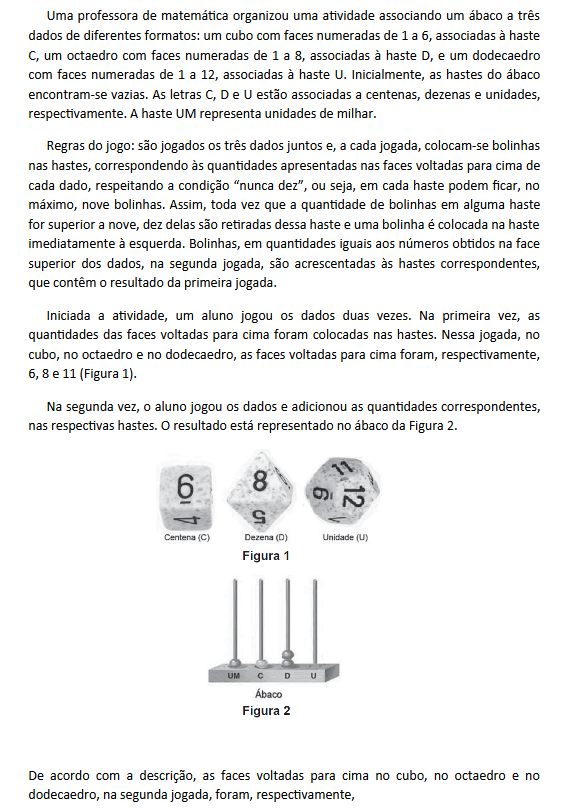 Uma professora de matemática organizou uma atividade associando um ábaco a três
dados de diferentes formatos: um cubo com faces numeradas de 1 a 6, associadas à haste
C, um octaedro com faces numeradas de 1 a 8, associadas à haste D, e um dodecaedro
com faces numeradas de 1 a 12, associadas à haste U. Inicialmente, as hastes do ábaco
encontram-se vazias. As letras C, D e U estão associadas a centenas, dezenas e unidades,
respectivamente. A haste UM representa unidades de milhar.
Regras do jogo: são jogados os três dados juntos e, a cada jogada, colocam-se bolinhas
nas hastes, correspondendo às quantidades apresentadas nas faces voltadas para cima de
cada dado, respeitando a condição “nunca dez”, ou seja, em cada haste podem ficar, no
máximo, nove bolinhas. Assim, toda vez que a quantidade de bolinhas em alguma haste
for superior a nove, dez delas são retiradas dessa haste e uma bolinha é colocada na haste
imediatamente à esquerda. Bolinhas, em quantidades iguais aos números obtidos na face
superior dos dados, na segunda jogada, são acrescentadas às hastes correspondentes,
que contêm o resultado da primeira jogada.
Iniciada a atividade, um aluno jogou os dados duas vezes. Na primeira vez, as
quantidades das faces voltadas para cima foram colocadas nas hastes. Nessa jogada, no
cubo, no octaedro e no dodecaedro, as faces voltadas para cima foram, respectivamente,
6, 8 e 11 (Figura 1).
Na segunda vez, o aluno jogou os dados e adicionou as quantidades correspondentes,
nas respectivas hastes. O resultado está representado no ábaco da Figura 2.
6 8 11
4 5 9 12
Centena (C) Dezena (D) Unidade (U)
Figura 1
UM C D U
Ábaco
Figura 2
De acordo com a descrição, as faces voltadas para cima no cubo, no octaedro e no
dodecaedro, na segunda jogada, foram, respectivamente,